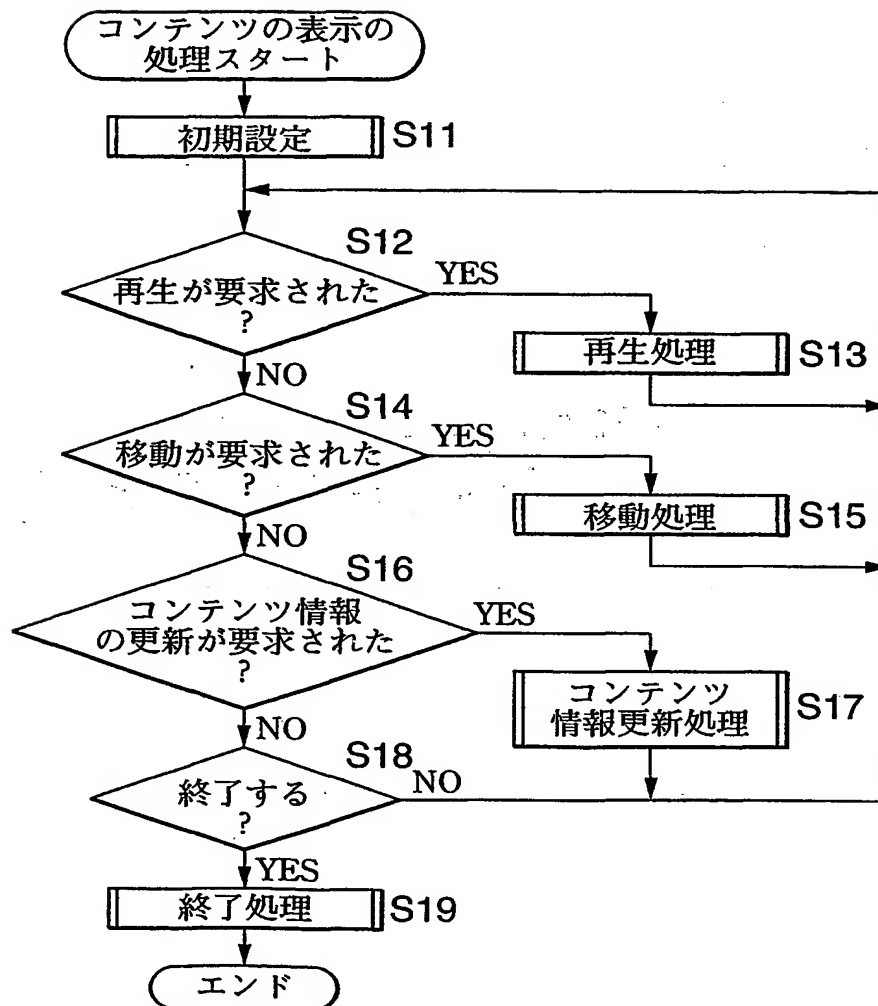 コンテンツの表示の
処理スタート
初期設定 S11
S12
再生が要求された
?
YES
再生処理 S13
NO
S14
移動が要求された
?
YES
移動処理 S15
NO
S16
コンテンツ情報
の更新が要求された
?
YES
コンテンツ
情報更新処理
S17
NO
S18
終了する
?
NO
YES
終了処理 S19
エンド